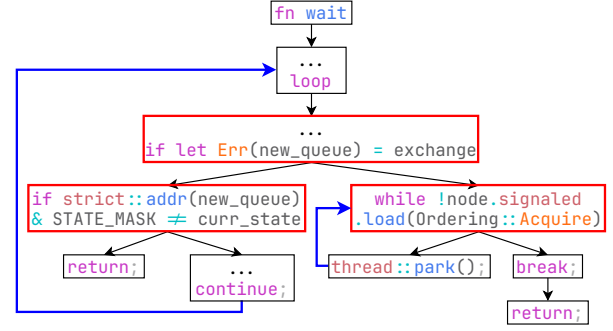 fn wait
...
loop
...
if let Err(new_queue) = exchange
if strict::addr(new_queue)
& STATE_MASK ≠ curr_state
while !node.signaled
.load(Ordering::Acquire)
return;
...
continue;
thread::park();
break;
return;